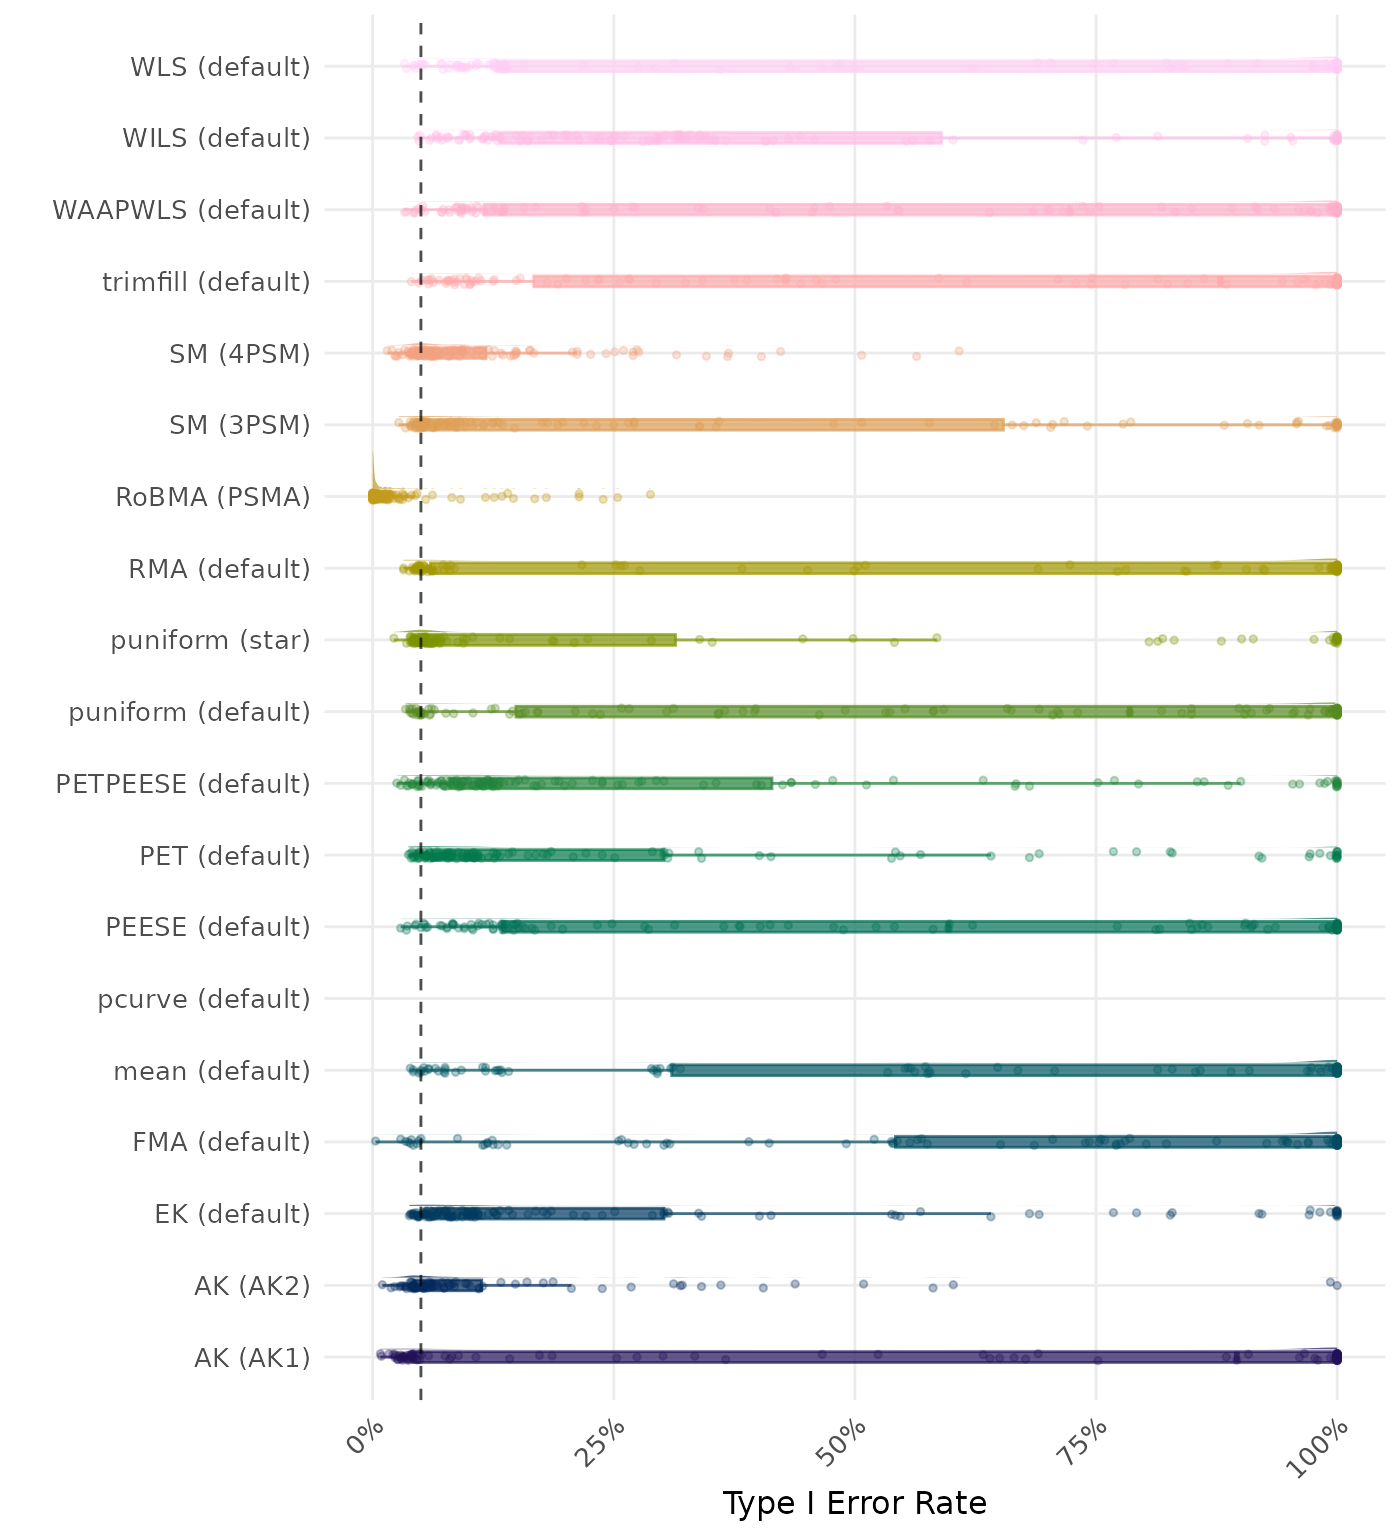 WLS (default)
WILS (default)
WAAPWLS (default)
trimfill (default)
SM (4PSM)
SM (3PSM)
RoBMA (PSMA)
RMA (default)
puniform (star)
puniform (default)
PETPEESE (default)
PET (default)
PEESE (default)
pcurve (default)
mean (default)
FMA (default)
EK (default)
AK (AK2)
AK (AK1)
0%
25%
50%
75%
100%
Type I Error Rate